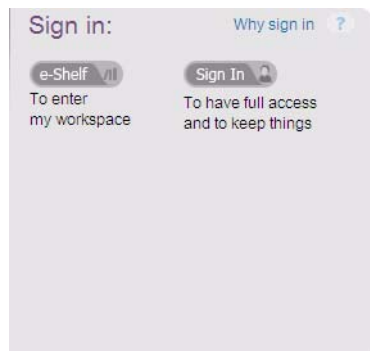 Sign in:
Why sign in ?
e-Shelf
Sign In
To enter
my workspace
To have full access
and to keep things